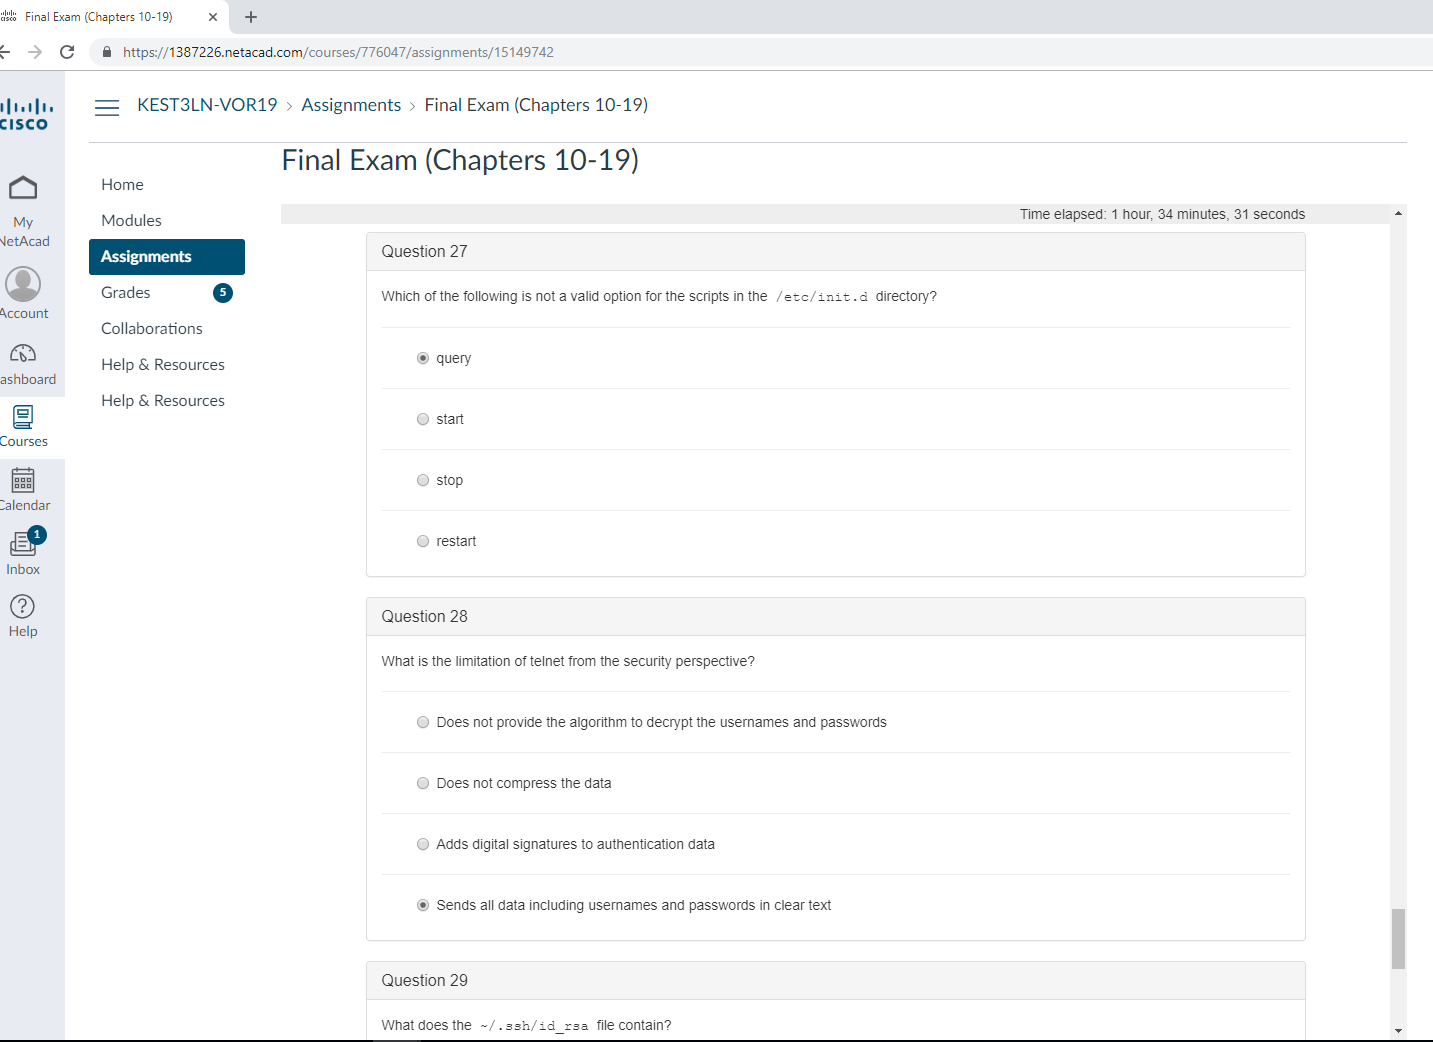 Final Exam (Chapters 10-19)
https://1387226.netacad.com/courses/776047/assignments/15149742
CISCO
KEST3LN-VOR19 > Assignments > Final Exam (Chapters 10-19)
Final Exam (Chapters 10-19)
My
NetAcad
Account
ashboard
Courses
Calendar
1
Inbox
Help
Home
Modules
Assignments
Grades 5
Collaborations
Help & Resources
Help & Resources
Time elapsed: 1 hour, 34 minutes, 31 seconds
Question 27
Which of the following is not a valid option for the scripts in the /etc/init.d directory?
query
start
stop
restart
Question 28
What is the limitation of telnet from the security perspective?
Does not provide the algorithm to decrypt the usernames and passwords
Does not compress the data
Adds digital signatures to authentication data
Sends all data including usernames and passwords in clear text
Question 29
What does the ~/.ssh/id_rsa file contain?